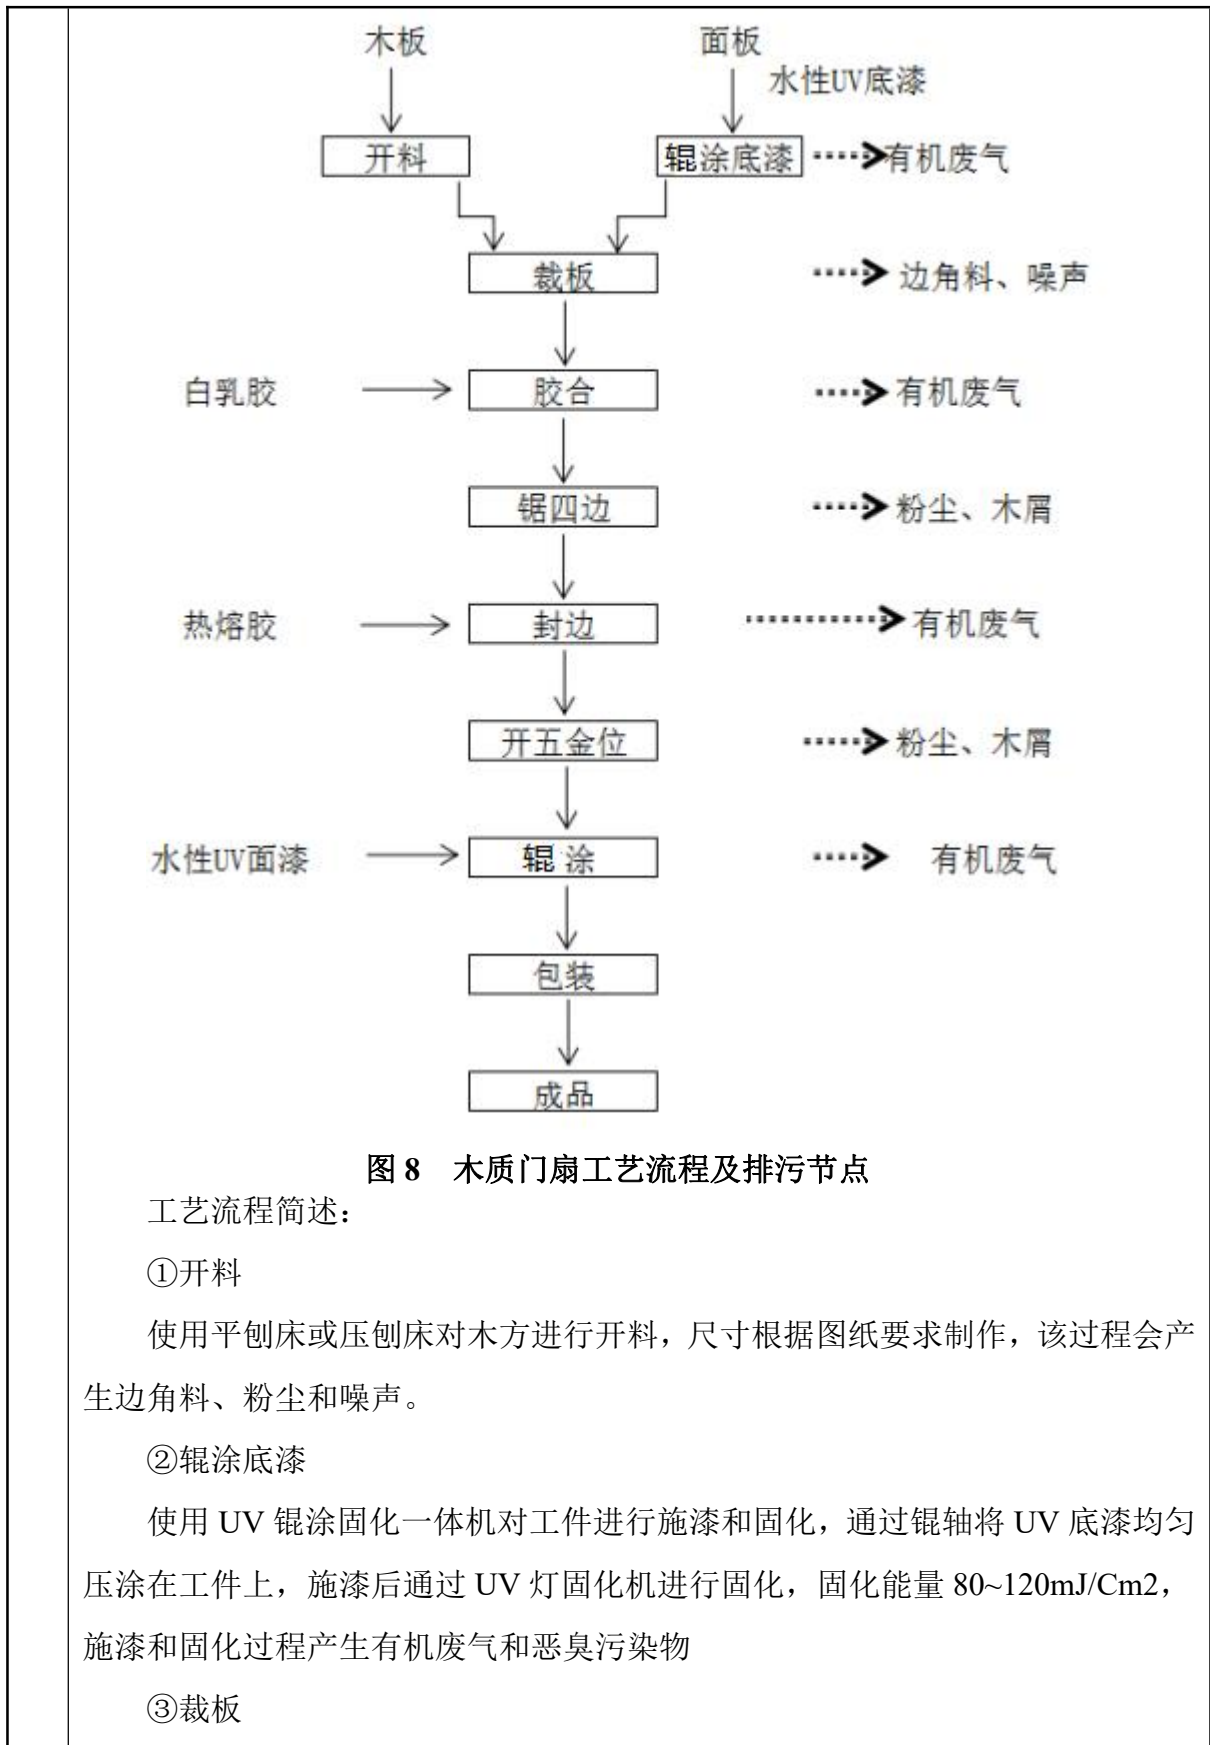 木板 面板
水性UV底漆
开料 辊涂底漆 有机废气
裁板 边角料、噪声
白乳胶 胶合 有机废气
锯四边 粉尘、木屑
热熔胶 封边 有机废气
开五金位 粉尘、木屑
水性UV面漆 辊涂 有机废气
包装
成品
图 8 木质门扇工艺流程及排污节点
工艺流程简述：
①开料
使用平刨床或压刨床对木方进行开料，尺寸根据图纸要求制作，该过程会产
生边角料、粉尘和噪声。
②辊涂底漆
使用 UV 辊涂固化一体机对工件进行施漆和固化，通过辊轴将 UV 底漆均匀
压涂在工件上，施漆后通过 UV 灯固化机进行固化，固化能量 80~120mJ/Cm2，
施漆和固化过程产生有机废气和恶臭污染物
③裁板